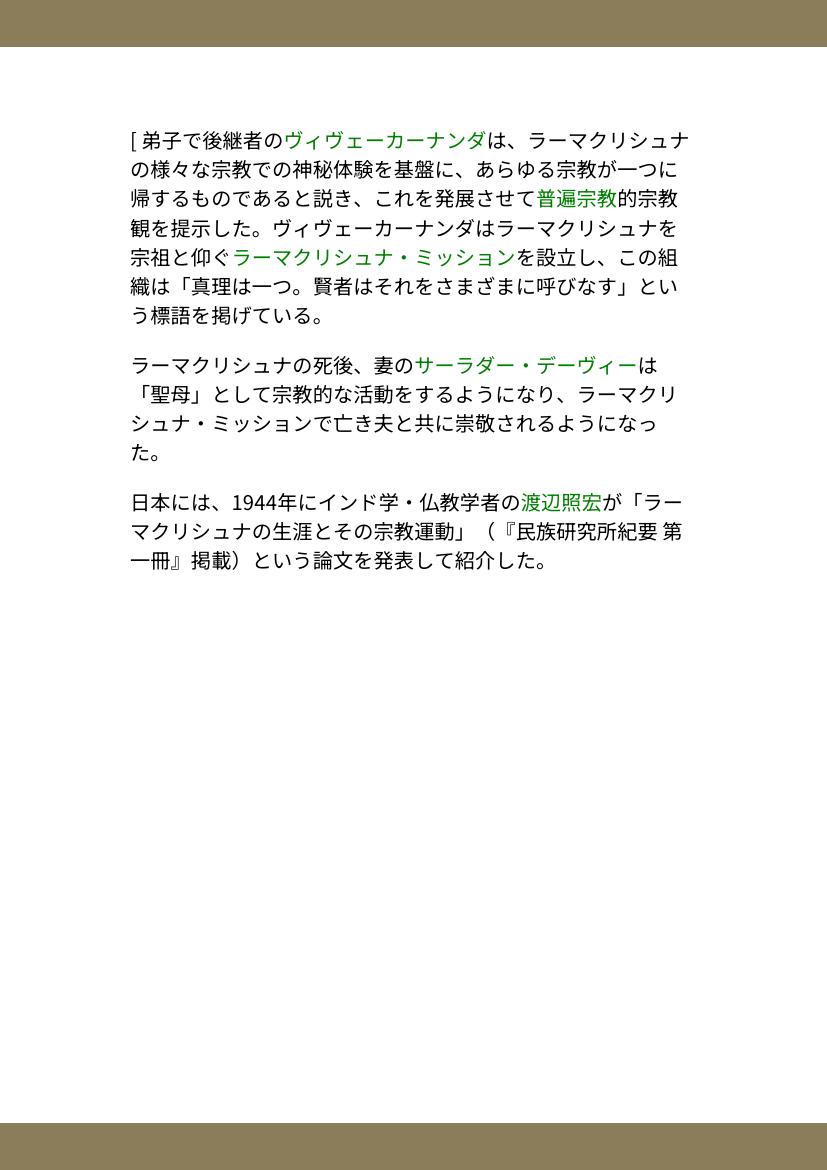 [ 弟子で後継者のヴィヴェーカーナンダは、ラーマクリシュナ
の様々な宗教での神秘体験を基盤に、あらゆる宗教が一つに
帰するものであると説き、これを発展させて普遍宗教的宗教
観を提示した。ヴィヴェーカーナンダはラーマクリシュナを
宗祖と仰ぐラーマクリシュナ・ミッションを設立し、この組
織は「真理は一つ。賢者はそれをさまざまに呼びなす」とい
う標語を掲げている。
ラーマクリシュナの死後、妻のサーラダー・デーヴィーは
「聖母」として宗教的な活動をするようになり、ラーマクリ
シュナ・ミッションで亡き夫と共に崇敬されるようになっ
た。
日本には、1944年にインド学・仏教学者の渡辺照宏が「ラー
マクリシュナの生涯とその宗教運動」（『民族研究所紀要 第
一冊』掲載）という論文を発表して紹介した。